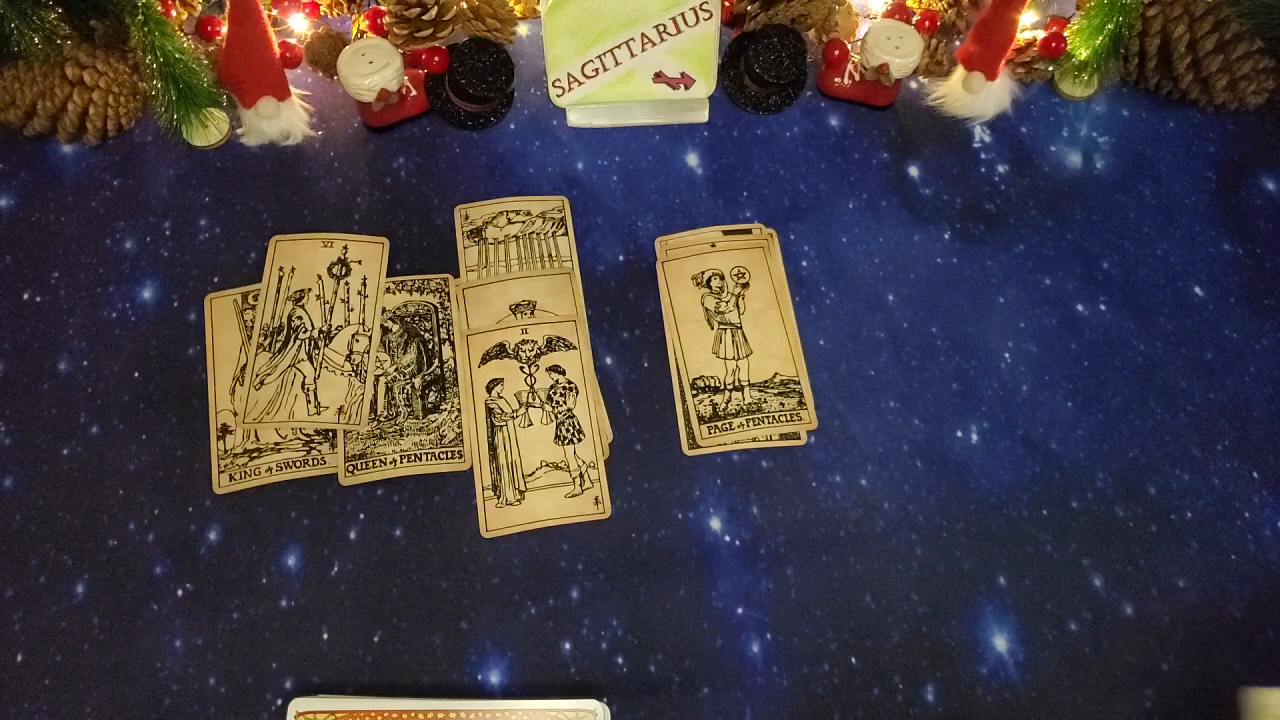 SAGITTARIUS
VI
II
KING of SWORDS
QUEEN of PENTACLES
PAGE of PENTACLES